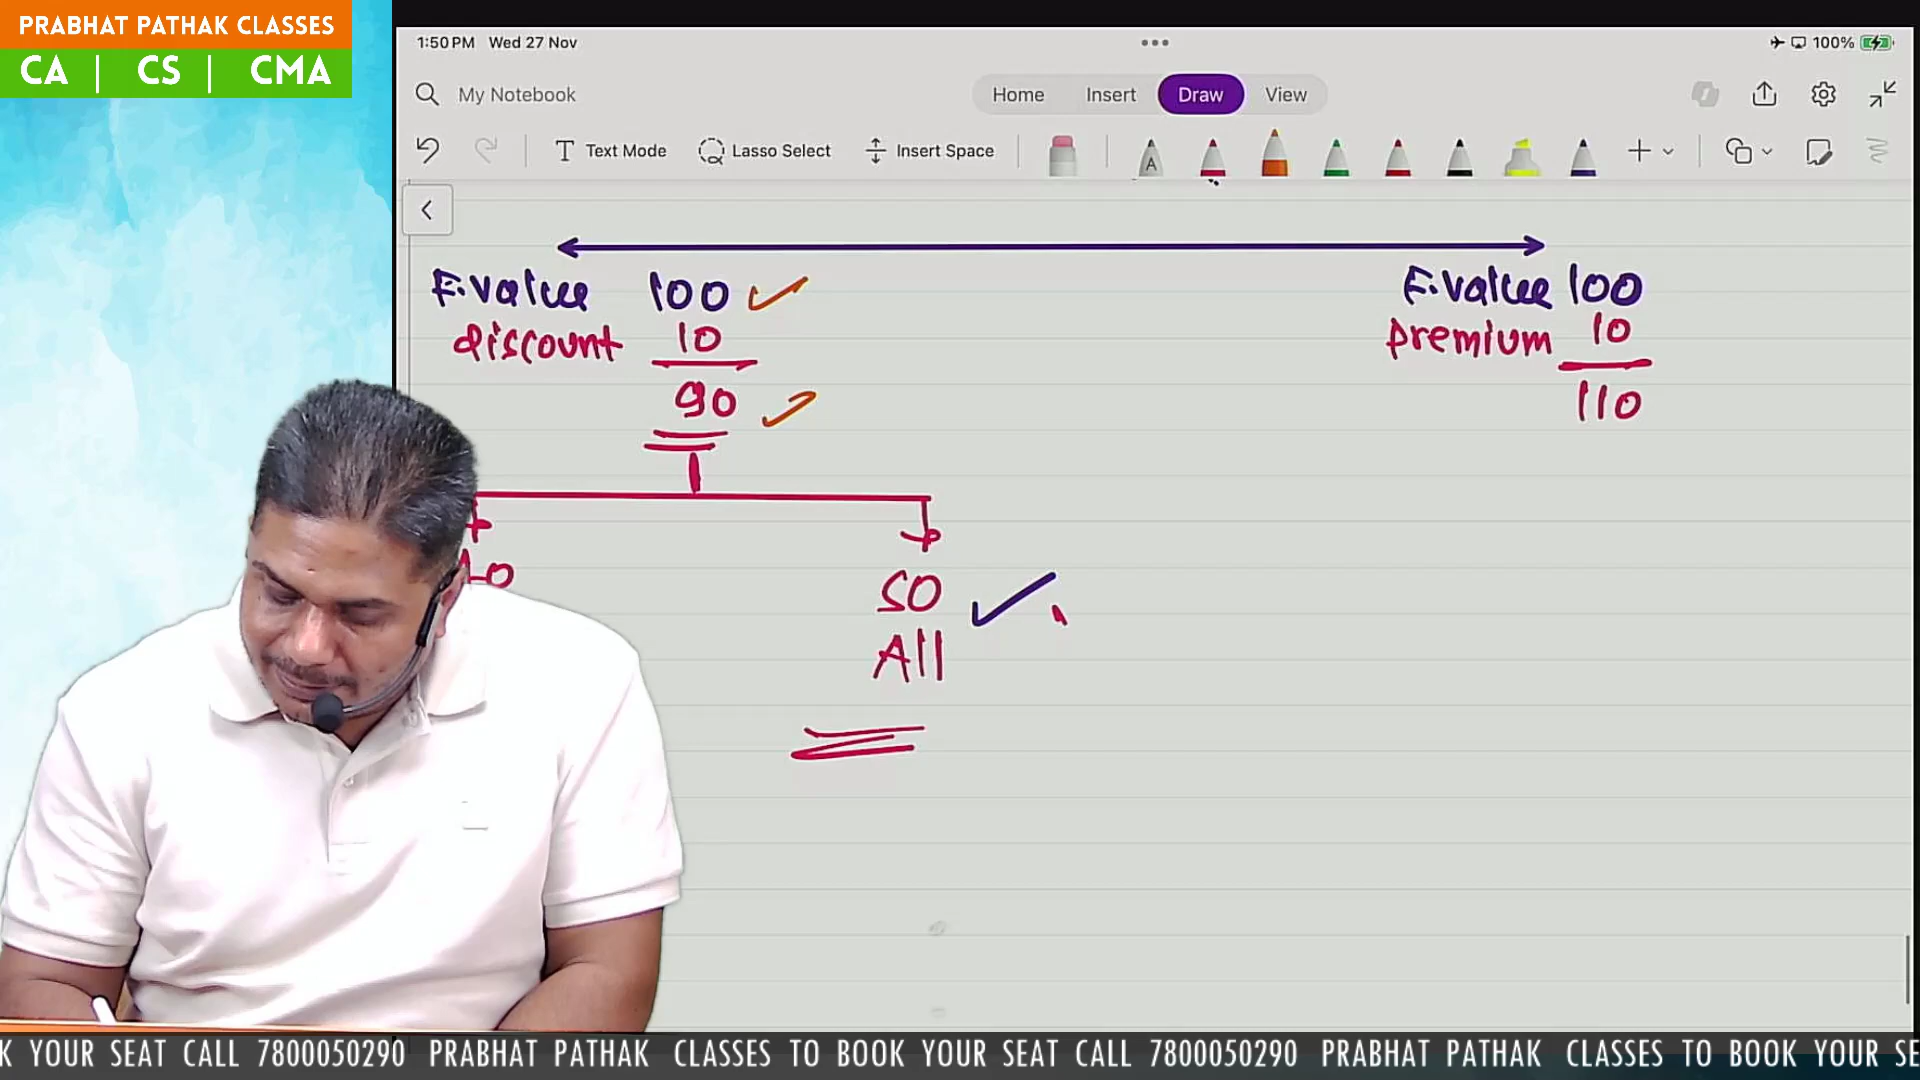 PRABHAT PATHAK CLASSES
CA | CS | CMA
1:50 PM Wed 27 Nov
100%
My Notebook
Home Insert Draw View
Text Mode Lasso Select Insert Space
A
F.value 100
discount 10
90
F.value 100
premium 10
110
40
50
All
K YOUR SEAT CALL 7800050290 PRABHAT PATHAK CLASSES TO BOOK YOUR SEAT CALL 7800050290 PRABHAT PATHAK CLASSES TO BOOK YOUR SE